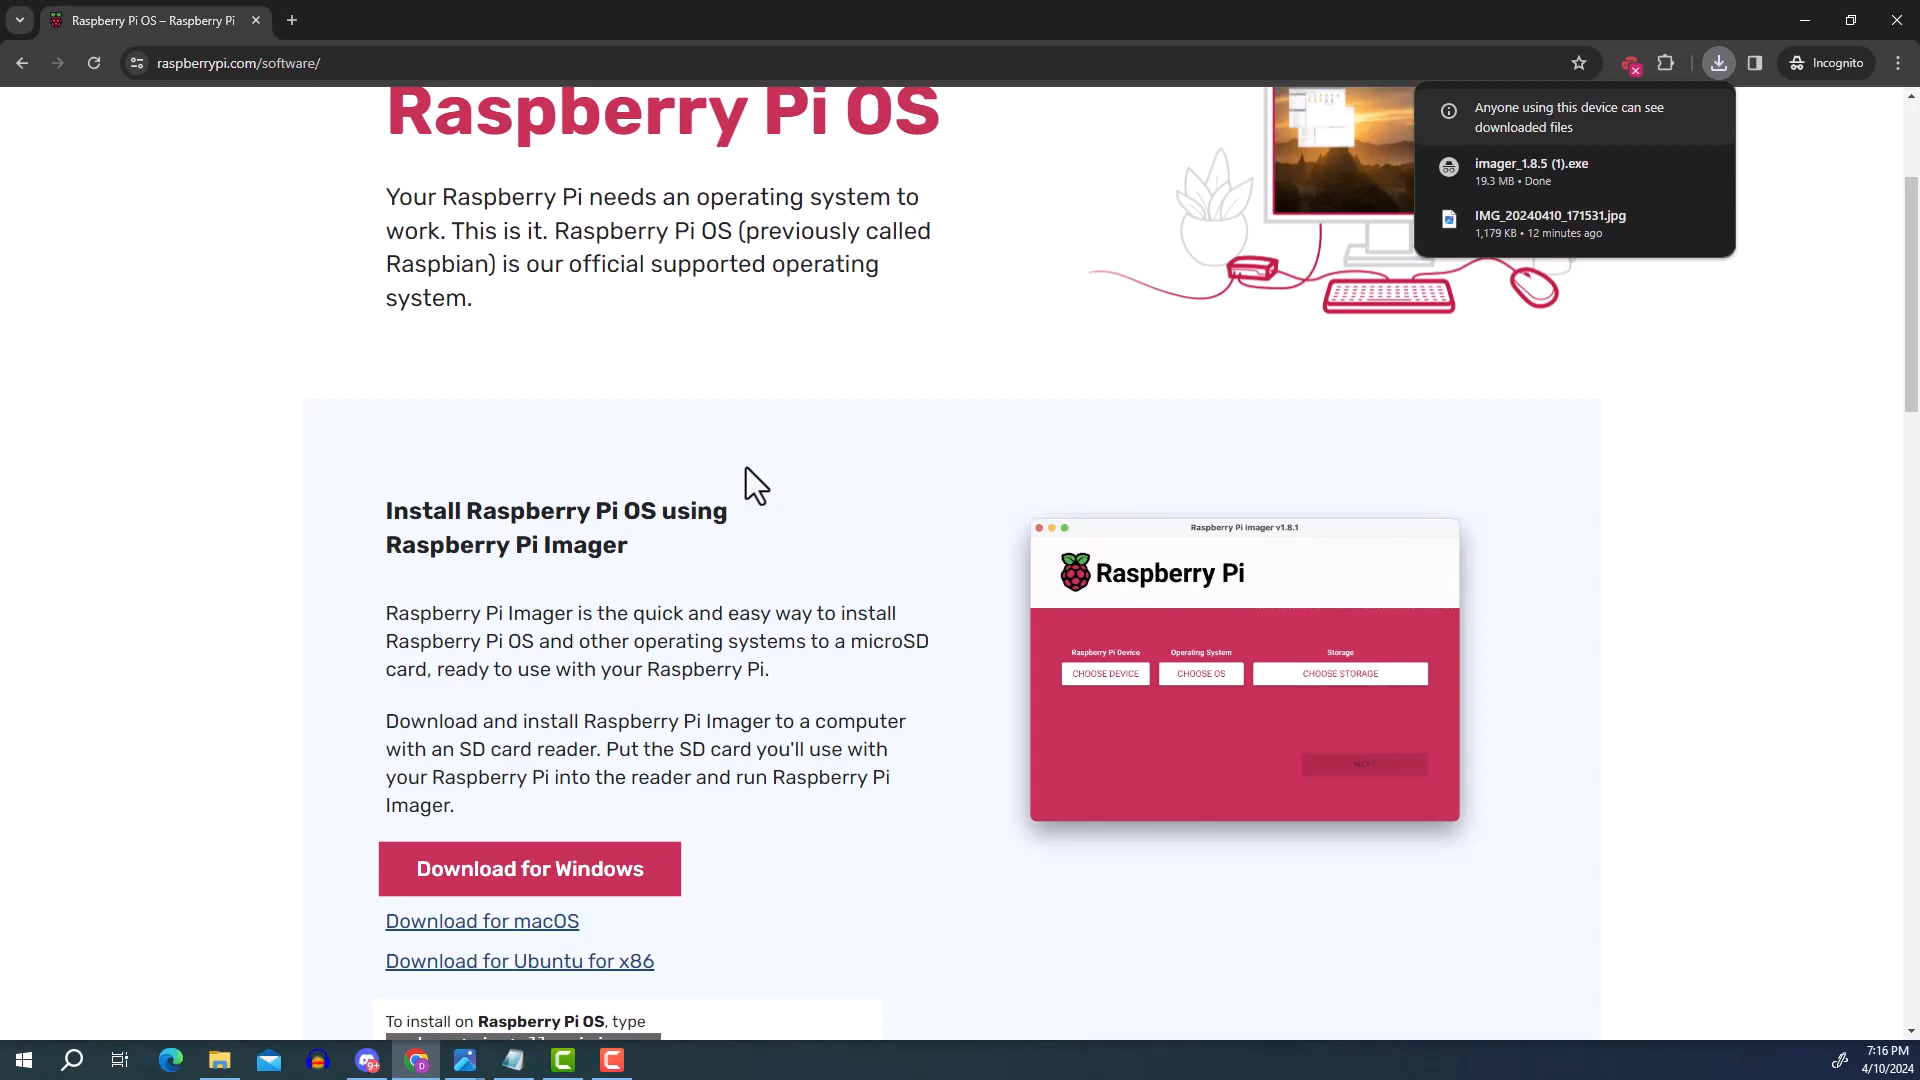 Raspberry Pi OS – Raspberry Pi
raspberrypi.com/software/
Incognito
Anyone using this device can see
downloaded files
imager_1.8.5 (1).exe
19.3 MB • Done
IMG_20240410_171531.jpg
1,179 KB • 12 minutes ago
Raspberry Pi OS
Your Raspberry Pi needs an operating system to
work. This is it. Raspberry Pi OS (previously called
Raspbian) is our official supported operating
system.
Install Raspberry Pi OS using
Raspberry Pi Imager
Raspberry Pi Imager is the quick and easy way to install
Raspberry Pi OS and other operating systems to a microSD
card, ready to use with your Raspberry Pi.
Download and install Raspberry Pi Imager to a computer
with an SD card reader. Put the SD card you'll use with
your Raspberry Pi into the reader and run Raspberry Pi
Imager.
Download for Windows
Download for macOS
Download for Ubuntu for x86
To install on Raspberry Pi OS, type
Raspberry Pi Imager v1.8.1
Raspberry Pi
Raspberry Pi Device Operating System Storage
CHOOSE DEVICE CHOOSE OS CHOOSE STORAGE
NEXT
9+
D
7:16 PM
4/10/2024